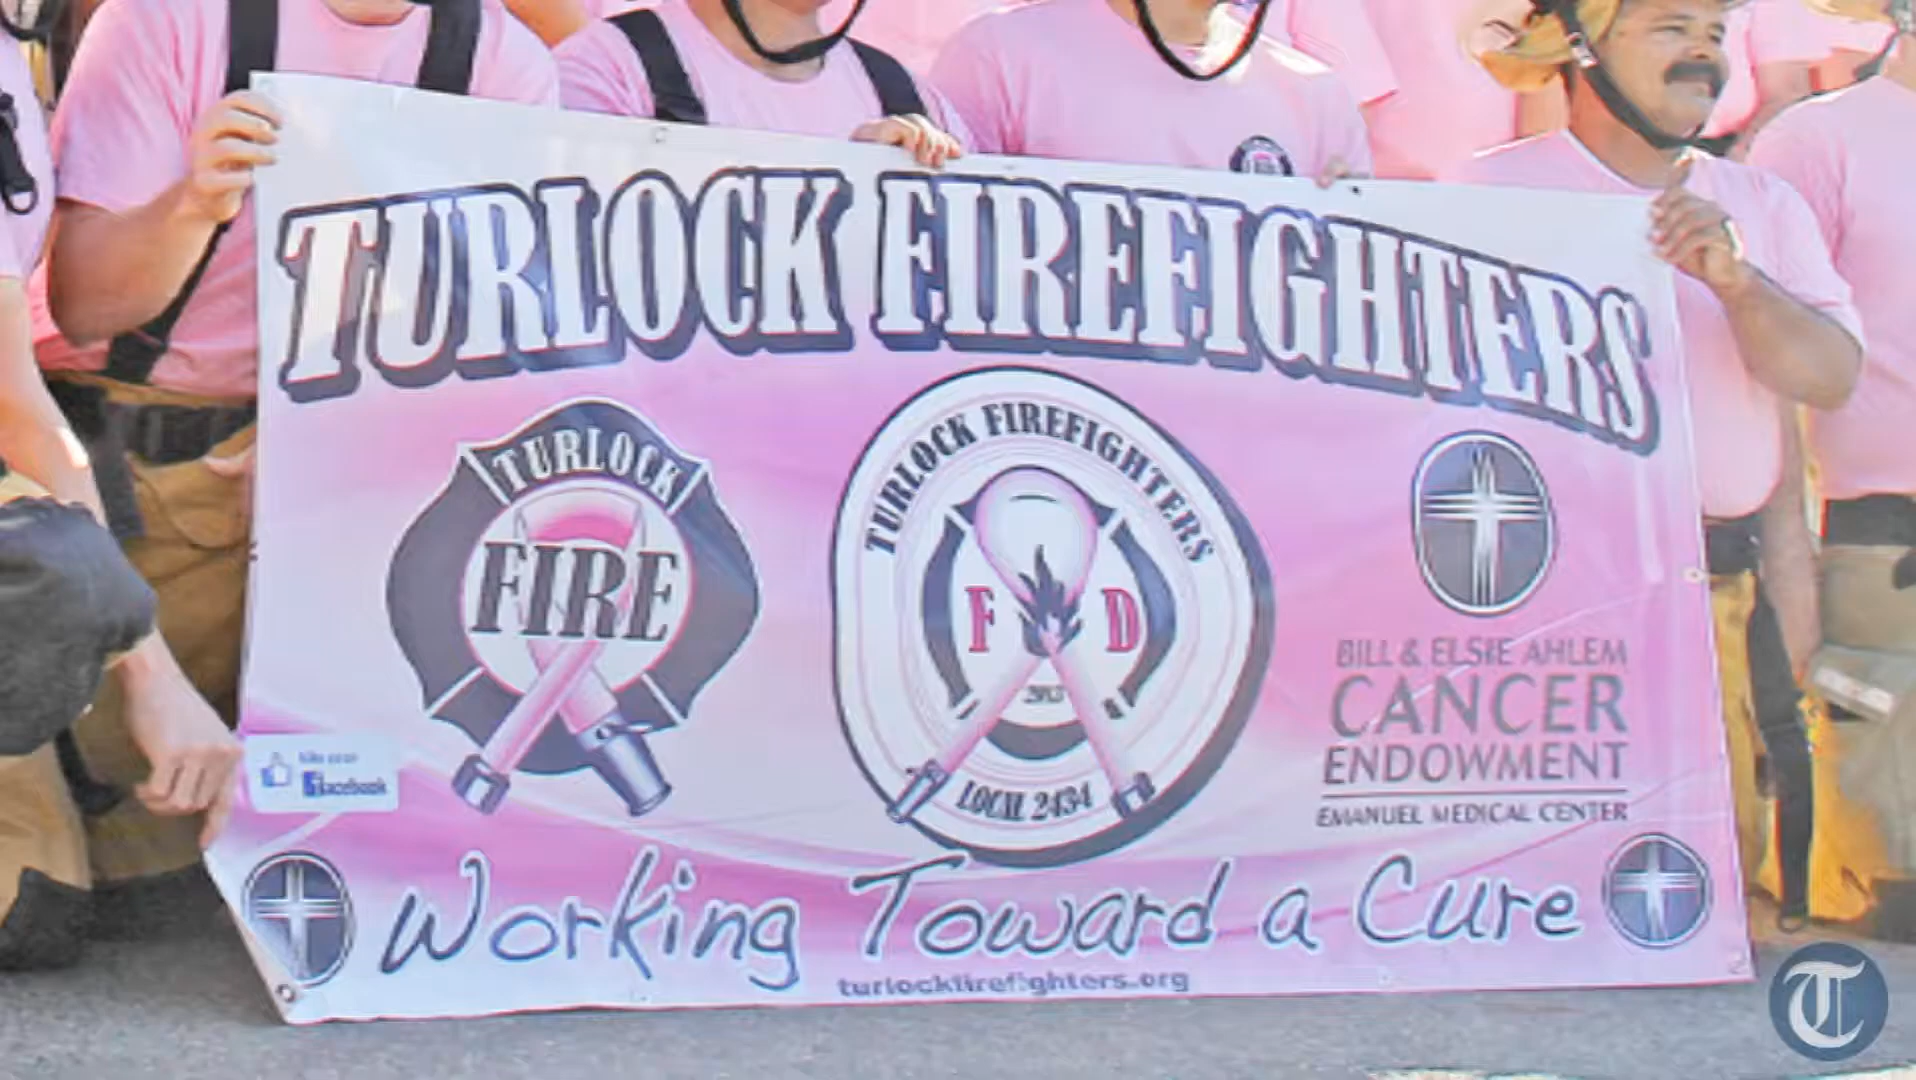 TURLOCK FIREFIGHTERS
TURLOCK
FIRE
TURLOCK FIREFIGHTERS
F D
LOCAL 2434
BILL & ELSIE AHLEM
CANCER
ENDOWMENT
EMANUEL MEDICAL CENTER
facebook
Working Toward a Cure
turlockfirefighters.org
T